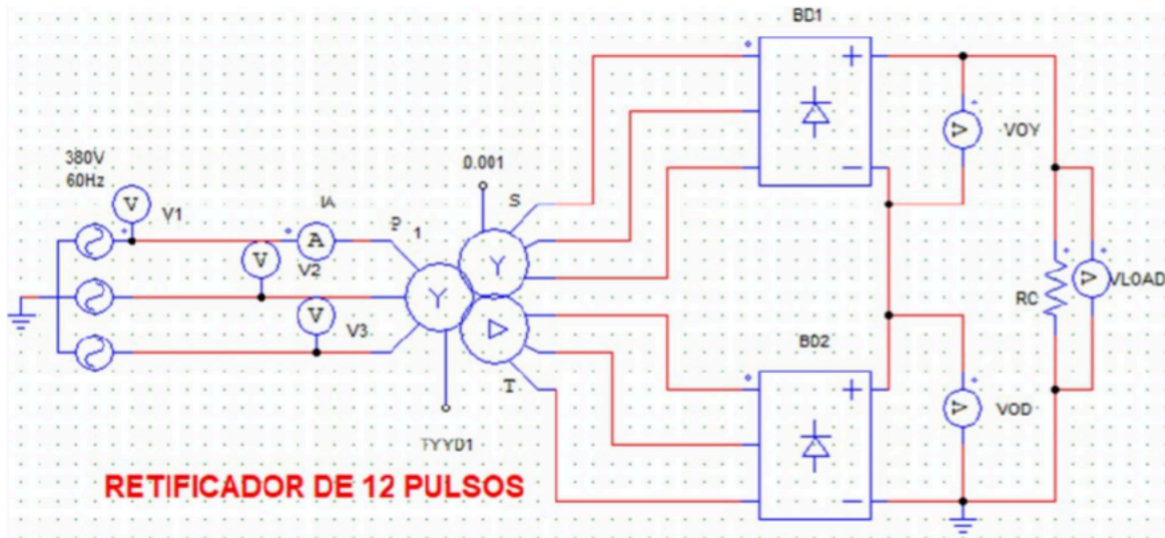 BD1
VOY
380V
60Hz
V1
IA
0.001
S
P
1
V
A
Y
V2
V3
T
TYYD1
RC
VLOAD
BD2
VOD
RETIFICADOR DE 12 PULSOS